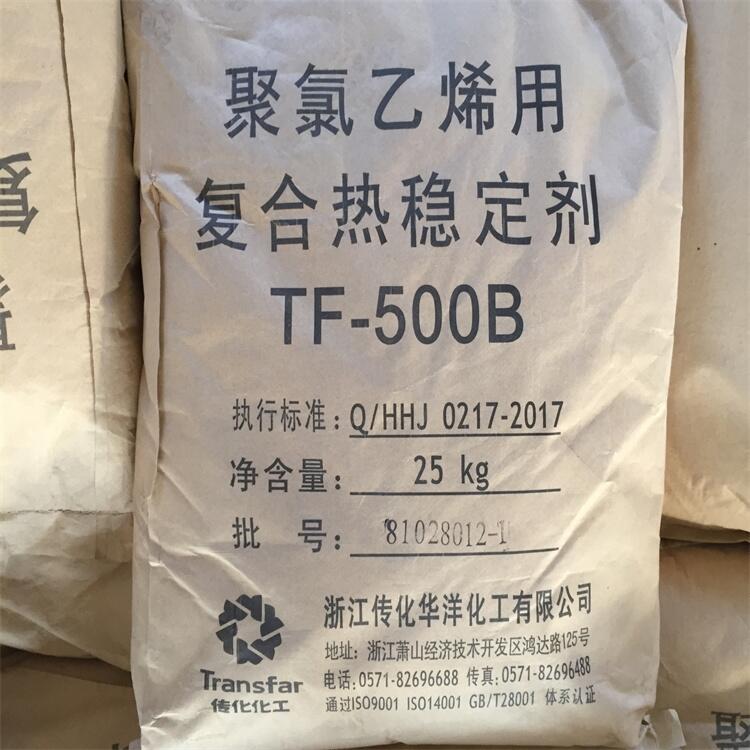 聚氯乙烯用
复合热稳定剂
TF-500B
执行标准: Q/HHJ 0217-2017
净含量: 25 kg
批 号: 81028012-1
浙江传化华洋化工有限公司
地址: 浙江萧山经济技术开发区鸿达路125号
电话: 0571-82696688 传真: 0571-82696488
通过ISO9001 ISO14001 GB/T28001 体系认证
Transfar
传化化工